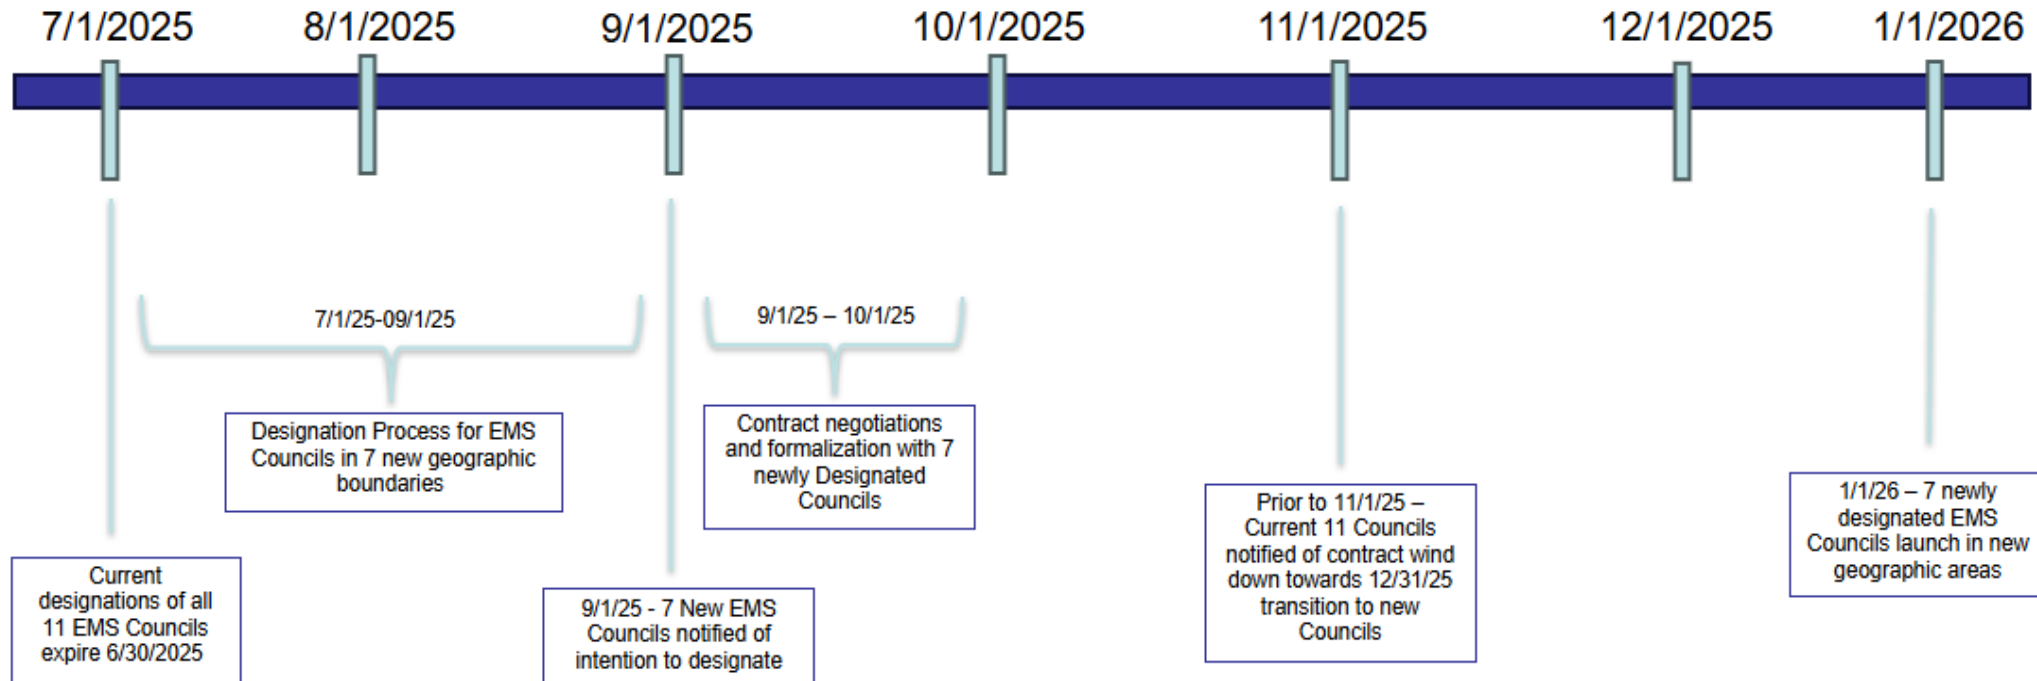 7/1/2025
8/1/2025
9/1/2025
10/1/2025
11/1/2025
12/1/2025
1/1/2026
7/1/25-09/1/25
9/1/25 – 10/1/25
Designation Process for EMS
Councils in 7 new geographic
boundaries
Contract negotiations
and formalization with 7
newly Designated
Councils
Current
designations of all
11 EMS Councils
expire 6/30/2025
9/1/25 - 7 New EMS
Councils notified of
intention to designate
Prior to 11/1/25 –
Current 11 Councils
notified of contract wind
down towards 12/31/25
transition to new
Councils
1/1/26 – 7 newly
designated EMS
Councils launch in new
geographic areas